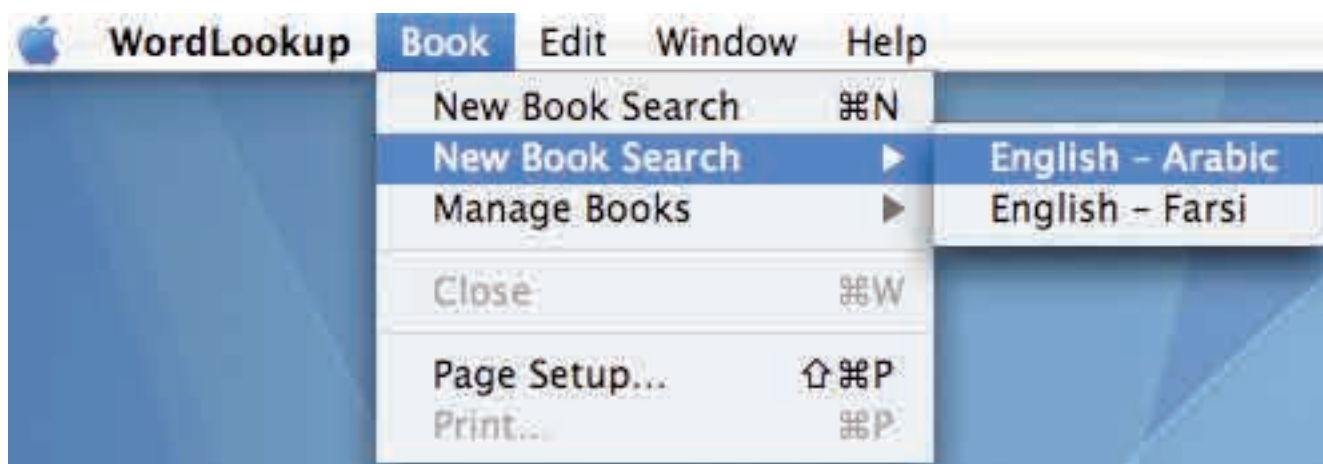 WordLookup Book Edit Window Help
New Book Search ⌘N
New Book Search ▶ English – Arabic
Manage Books ▶ English – Farsi
Close ⌘W
Page Setup... ⇧⌘P
Print... ⌘P